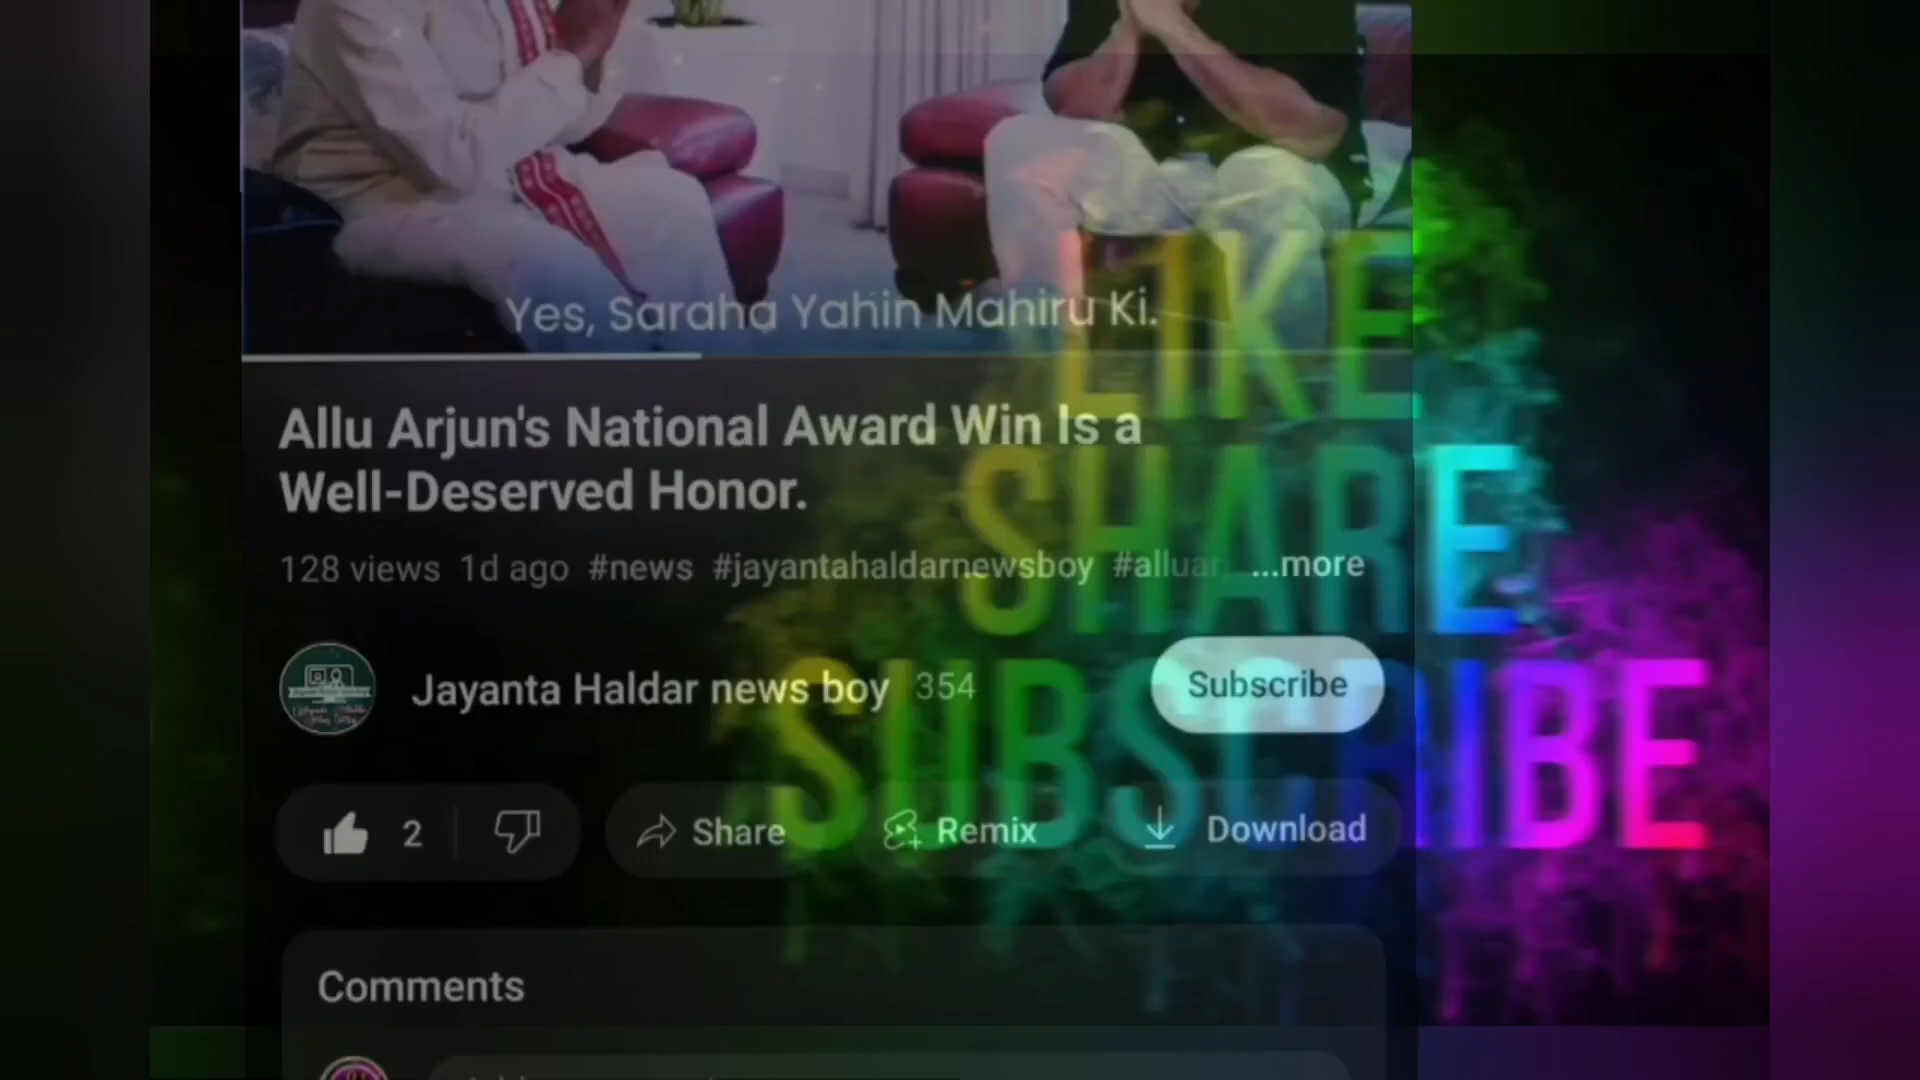 Yes, Saraha Yahin Mahiru Ki.
LIKE
Allu Arjun's National Award Win Is a
Well-Deserved Honor.
SHARE
128 views 1d ago #news #jayantahaldarnewsboy #alluar ...more
Jayanta Haldar news boy 354 Subscribe
SUBSCRIBE
2 Share Remix Download
Comments